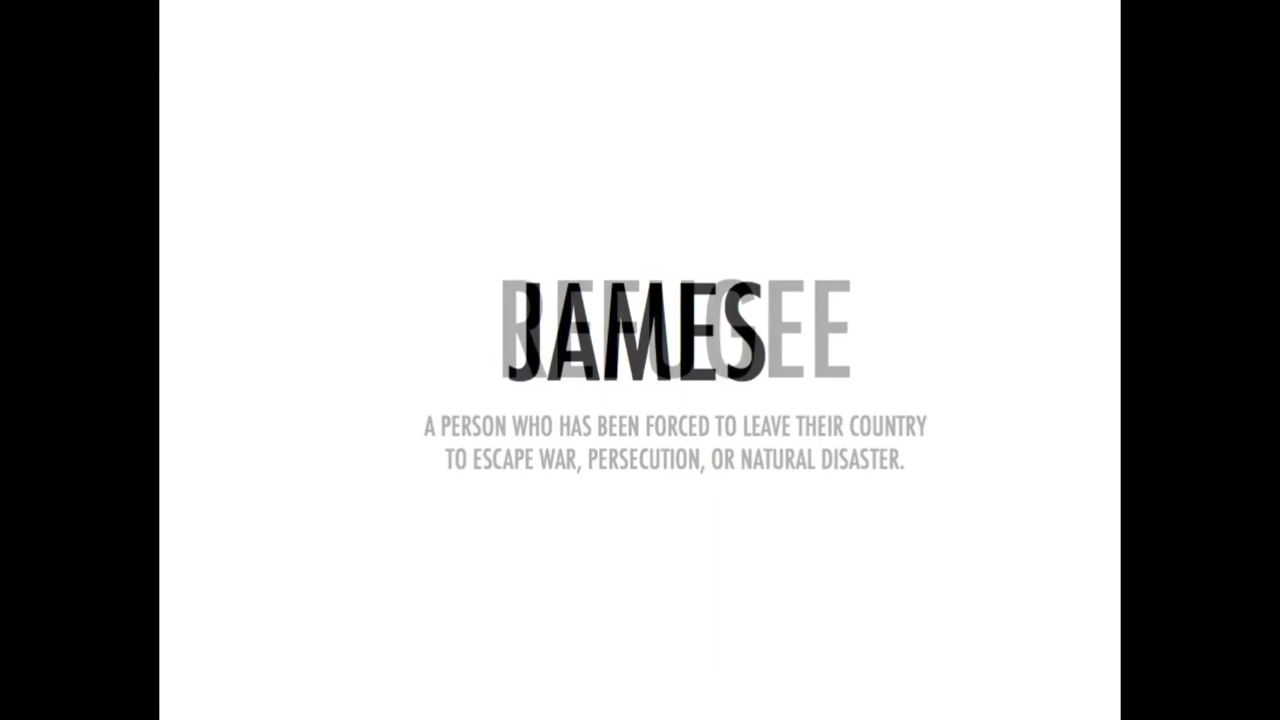 REFUGEE
JAMES
A PERSON WHO HAS BEEN FORCED TO LEAVE THEIR COUNTRY
TO ESCAPE WAR, PERSECUTION, OR NATURAL DISASTER.